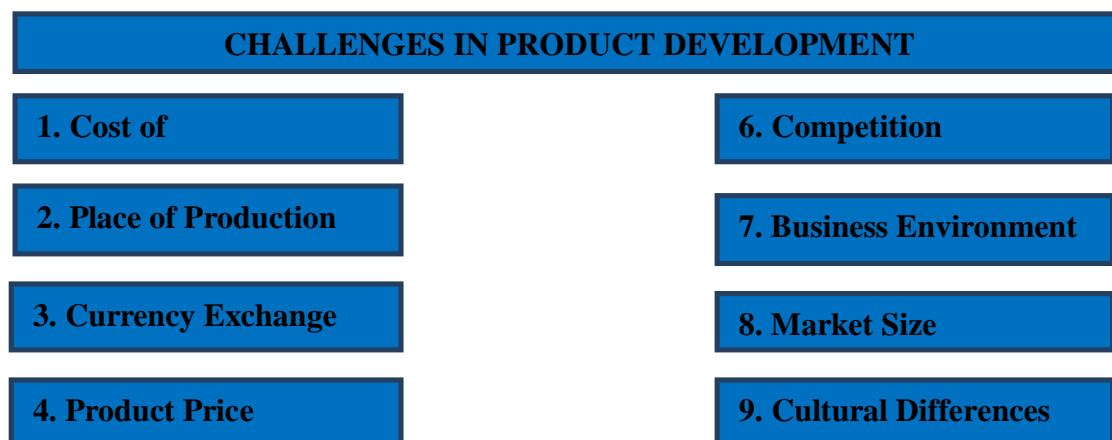 CHALLENGES IN PRODUCT DEVELOPMENT
1. Cost of
2. Place of Production
3. Currency Exchange
4. Product Price
6. Competition
7. Business Environment
8. Market Size
9. Cultural Differences